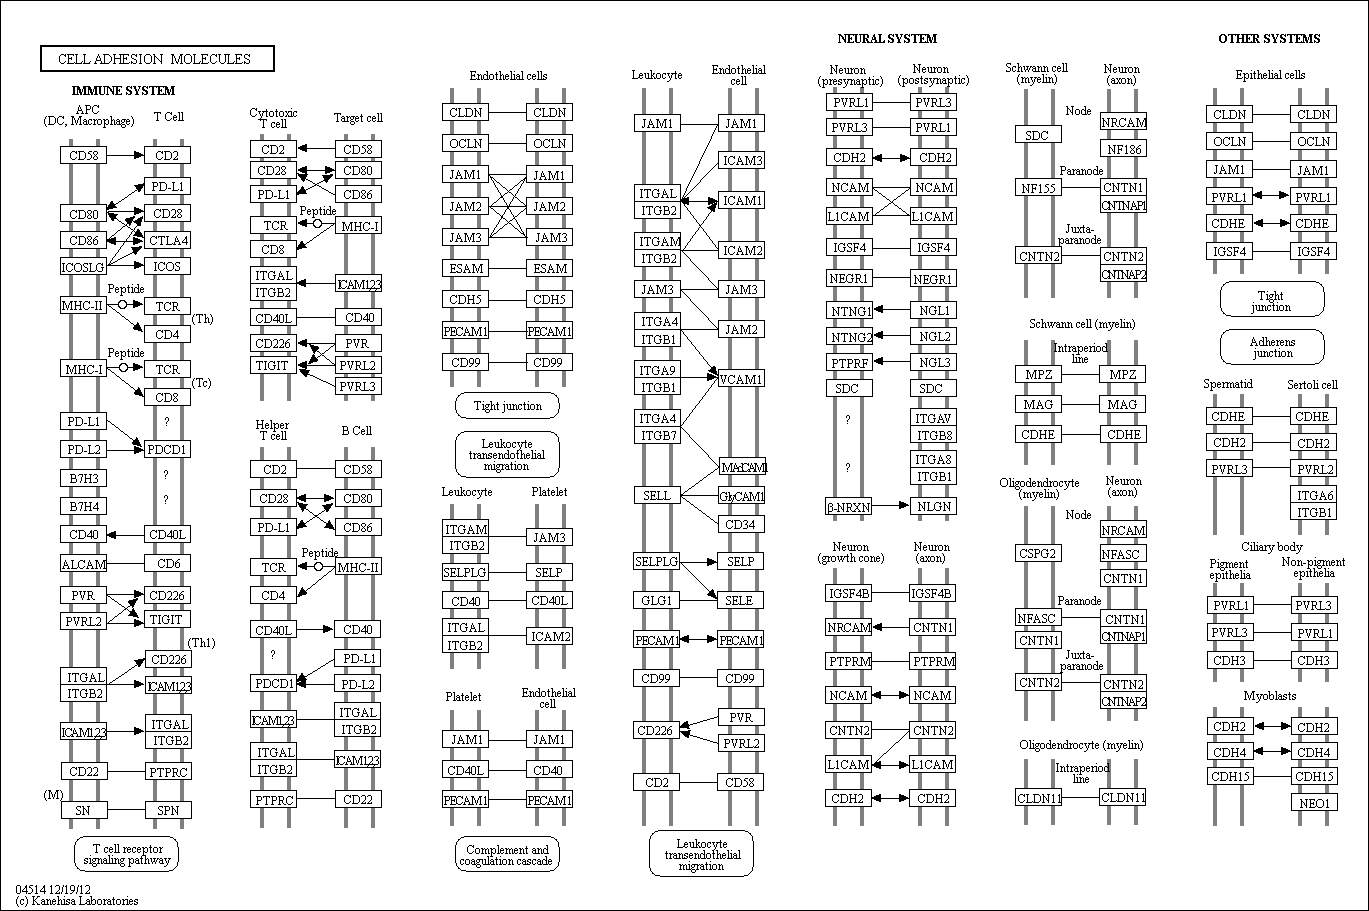 CELL ADHESION MOLECULES
IMMUNE SYSTEM
APC
(DC, Macrophage)
T Cell
CD58
CD2
PD-L1
CD80
CD28
CD86
CTLA4
ICOSLG
ICOS
Peptide
MHC-II
TCR
(Th)
CD4
Peptide
MHC-I
TCR
(Tc)
CD8
PD-L1
?
PD-L2
PDCD1
B7H3
?
B7H4
?
CD40
CD40L
ALCAM
CD6
PVR
CD226
PVRL2
TIGIT
(Th1)
CD226
ITGAL
ITGB2
ICAM123
ICAM123
ITGAL
ITGB2
CD22
PTPRC
(M)
SN
SPN
T cell receptor
signaling pathway
04514 12/19/12
(c) Kanehisa Laboratories
Cytotoxic
T cell
Target cell
CD2
CD58
CD28
CD80
PD-L1
CD86
Peptide
TCR
MHC-I
CD8
ITGAL
ITGB2
ICAM123
CD40L
CD40
CD226
PVR
TIGIT
PVRL2
PVRL3
Helper
T cell
B Cell
CD2
CD58
CD28
CD80
PD-L1
CD86
Peptide
TCR
MHC-II
CD4
CD40L
CD40
?
PD-L1
PDCD1
PD-L2
ICAM123
ITGAL
ITGB2
ITGAL
ITGB2
ICAM123
PTPRC
CD22
Endothelial cells
CLDN
CLDN
OCLN
OCLN
JAM1
JAM1
JAM2
JAM2
JAM3
JAM3
ESAM
ESAM
CDH5
CDH5
PECAM1
PECAM1
CD99
CD99
Tight junction
Leukocyte
transendothelial
migration
Leukocyte
Platelet
ITGAM
ITGB2
JAM3
SELPLG
SELP
CD40
CD40L
ITGAL
ITGB2
ICAM2
Platelet
Endothelial
cell
JAM1
JAM1
CD40L
CD40
PECAM1
PECAM1
Complement and
coagulation cascade
Leukocyte
Endothelial
cell
JAM1
JAM1
ICAM3
ITGAL
ITGB2
ICAM1
ITGAM
ITGB2
ICAM2
JAM3
JAM3
ITGA4
ITGB1
JAM2
ITGA9
ITGB1
VCAM1
ITGA4
ITGB7
MAdCAM1
SELL
GlyCAM1
CD34
SELPLG
SELP
GLG1
SELE
PECAM1
PECAM1
CD99
CD99
CD226
PVR
PVRL2
CD2
CD58
Leukocyte
transendothelial
migration
NEURAL SYSTEM
Neuron
(presynaptic)
Neuron
(postsynaptic)
PVRL1
PVRL3
PVRL3
PVRL1
CDH2
CDH2
NCAM
NCAM
L1CAM
L1CAM
IGSF4
IGSF4
NEGR1
NEGR1
NTNG1
NGL1
NTNG2
NGL2
PTPRF
NGL3
SDC
SDC
?
ITGAV
ITGB8
?
ITGA8
ITGB1
β-NRXN
NLGN
Neuron
(growth cone)
Neuron
(axon)
IGSF4B
IGSF4B
NRCAM
CNTN1
PTPRM
PTPRM
NCAM
NCAM
CNTN2
CNTN2
L1CAM
L1CAM
CDH2
CDH2
Schwann cell
(myelin)
Neuron
(axon)
Node
SDC
NRCAM
NF186
Paranode
NF155
CNTN1
CNTNAP1
Juxta-
paranode
CNTN2
CNTN2
CNTNAP2
Schwann cell (myelin)
Intraperiod
line
MPZ
MPZ
MAG
MAG
CDHE
CDHE
Oligodendrocyte
(myelin)
Neuron
(axon)
Node
NRCAM
CSPG2
NFASC
CNTN1
Paranode
NFASC
CNTN1
CNTN1
CNTNAP1
Juxta-
paranode
CNTN2
CNTN2
CNTNAP2
Oligodendrocyte (myelin)
Intraperiod
line
CLDN11
CLDN11
OTHER SYSTEMS
Epithelial cells
CLDN
CLDN
OCLN
OCLN
JAM1
JAM1
PVRL1
PVRL1
CDHE
CDHE
IGSF4
IGSF4
Tight
junction
Adherens
junction
Spermatid
Sertoli cell
CDHE
CDHE
CDH2
CDH2
PVRL3
PVRL2
ITGA6
ITGB1
Ciliary body
Pigment
epithelia
Non-pigment
epithelia
PVRL1
PVRL3
PVRL3
PVRL1
CDH3
CDH3
Myoblasts
CDH2
CDH2
CDH4
CDH4
CDH15
CDH15
NEO1